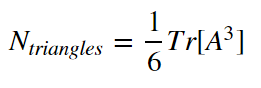 N_{triangles} = \frac{1}{6} Tr[A^3]